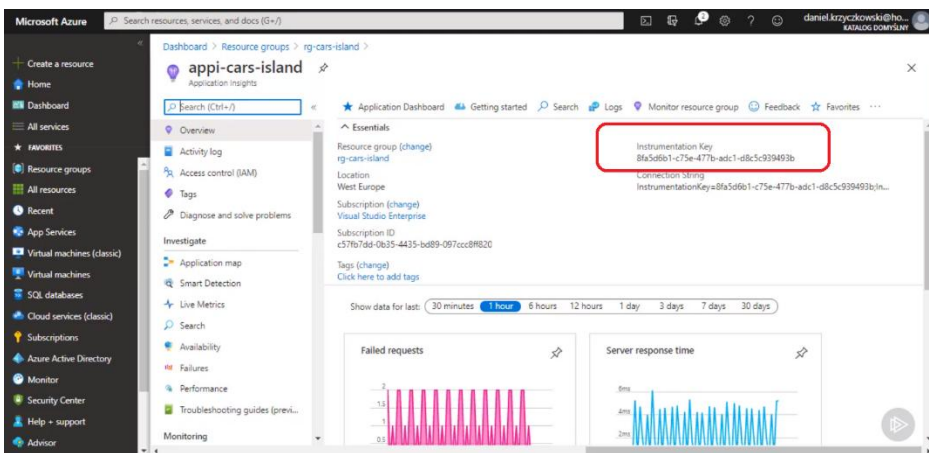 Microsoft Azure
Search resources, services, and docs (G+/)
daniel.krzyczkowski@ho...
KATALOG DOMYŚLNY
Create a resource
Home
Dashboard
All services
FAVORITES
Resource groups
All resources
Recent
App Services
Virtual machines (classic)
Virtual machines
SQL databases
Cloud services (classic)
Subscriptions
Azure Active Directory
Monitor
Security Center
Help + support
Advisor
Dashboard > Resource groups > rg-cars-island >
appi-cars-island
Application Insights
Search (Ctrl+/)
Overview
Activity log
Access control (IAM)
Tags
Diagnose and solve problems
Investigate
Application map
Smart Detection
Live Metrics
Search
Availability
Failures
Performance
Troubleshooting guides (previ...
Monitoring
Application Dashboard Getting started Search Logs Monitor resource group Feedback Favorites ...
Essentials
Resource group (change)
rg-cars-island
Location
West Europe
Subscription (change)
Visual Studio Enterprise
Subscription ID
c57fb7dd-0b35-4435-bd89-097ccc8ff820
Tags (change)
Click here to add tags
Instrumentation Key
8fa5d6b1-c75e-477b-adc1-d8c5c939493b
Connection String
InstrumentationKey=8fa5d6b1-c75e-477b-adc1-d8c5c939493b;In...
Show data for last: 30 minutes 1 hour 6 hours 12 hours 1 day 3 days 7 days 30 days
Failed requests
2
1.5
1
0.5
Server response time
6ms
4ms
2ms